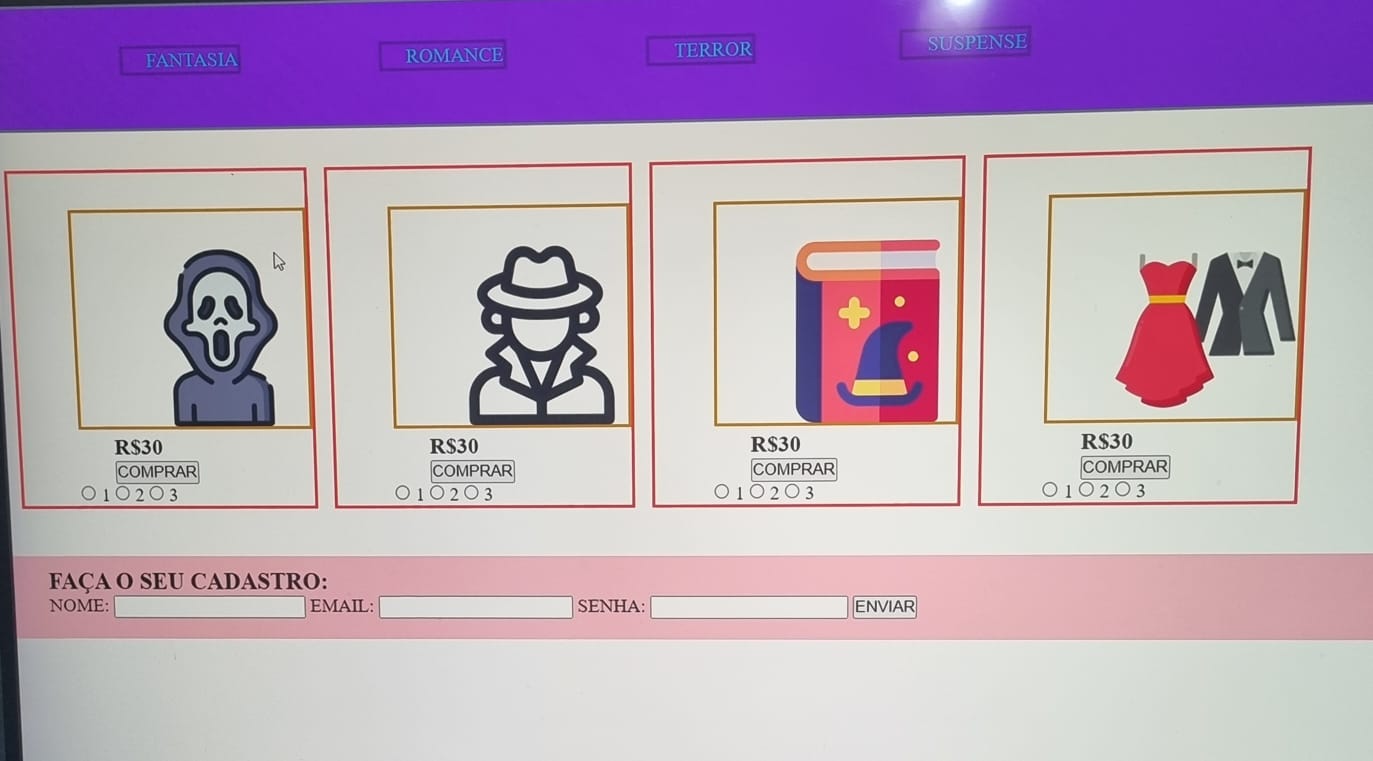 FANTASIA
ROMANCE
TERROR
SUSPENSE
R$30
COMPRAR
1 2 3
R$30
COMPRAR
1 2 3
R$30
COMPRAR
1 2 3
R$30
COMPRAR
1 2 3
FAÇA O SEU CADASTRO:
NOME: EMAIL: SENHA: ENVIAR